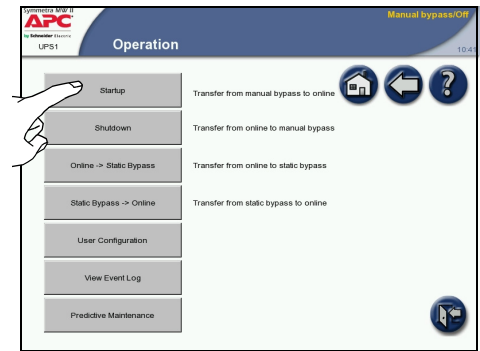 Symmetra MW II
APC
by Schneider Electric
UPS1
Operation
Manual bypass/Off
10:41
Startup
Transfer from manual bypass to online
?
Shutdown
Transfer from online to manual bypass
Online -> Static Bypass
Transfer from online to static bypass
Static Bypass -> Online
Transfer from static bypass to online
User Configuration
View Event Log
Predictive Maintenance